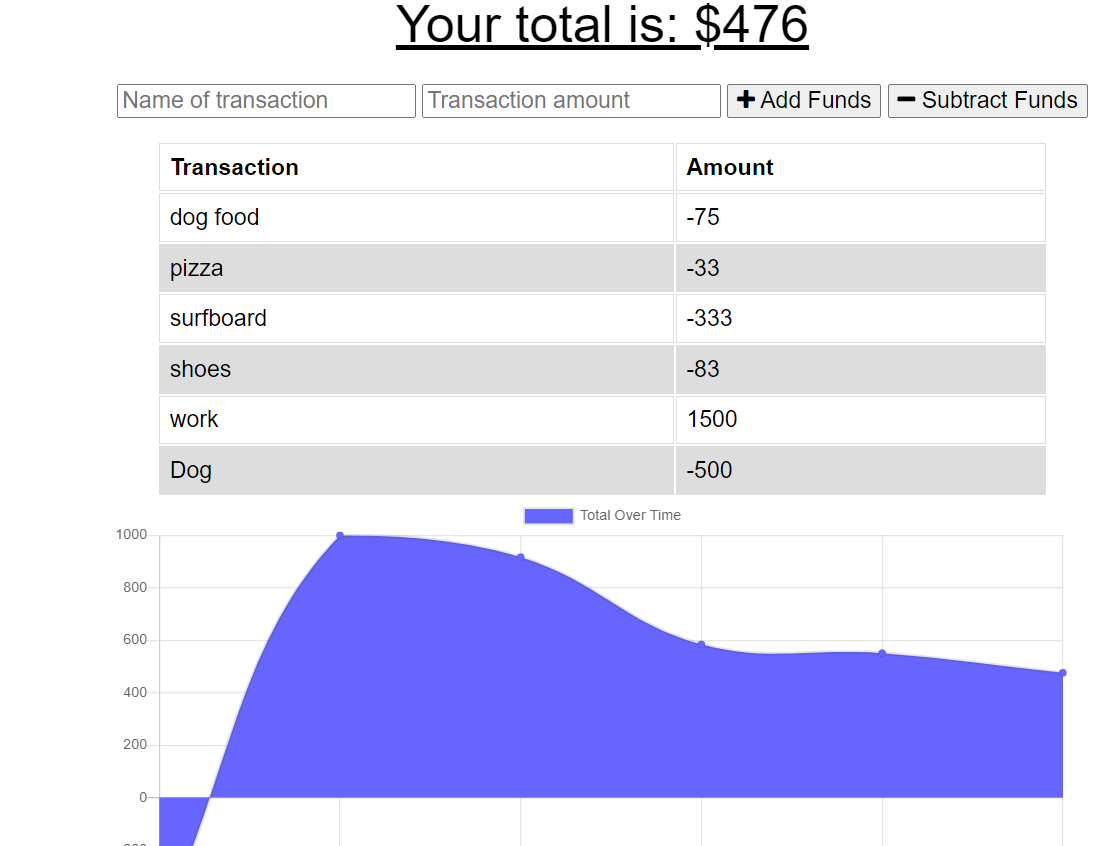 Your total is: $476
Name of transaction Transaction amount Add Funds Subtract Funds
Transaction Amount
dog food -75
pizza -33
surfboard -333
shoes -83
work 1500
Dog -500
Total Over Time
1000
800
600
400
200
0